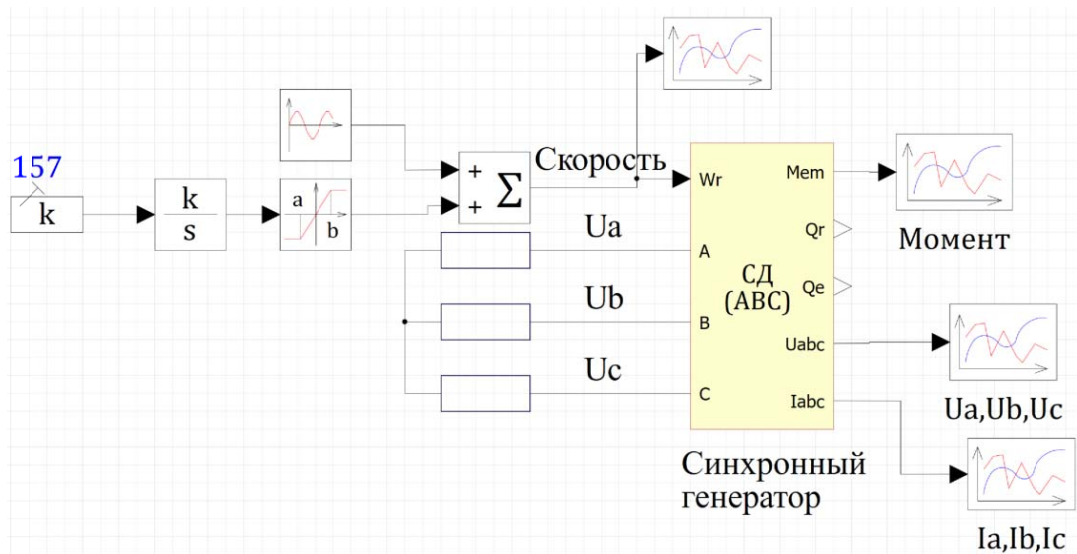 157
k
k
s
a
b
+
+
Σ
Скорость
Ua
Ub
Uc
Wr
A
B
C
СД
(ABC)
Mem
Qr
Qe
Uabc
Iabc
Момент
Ua,Ub,Uc
Синхронный
генератор
Ia,Ib,Ic